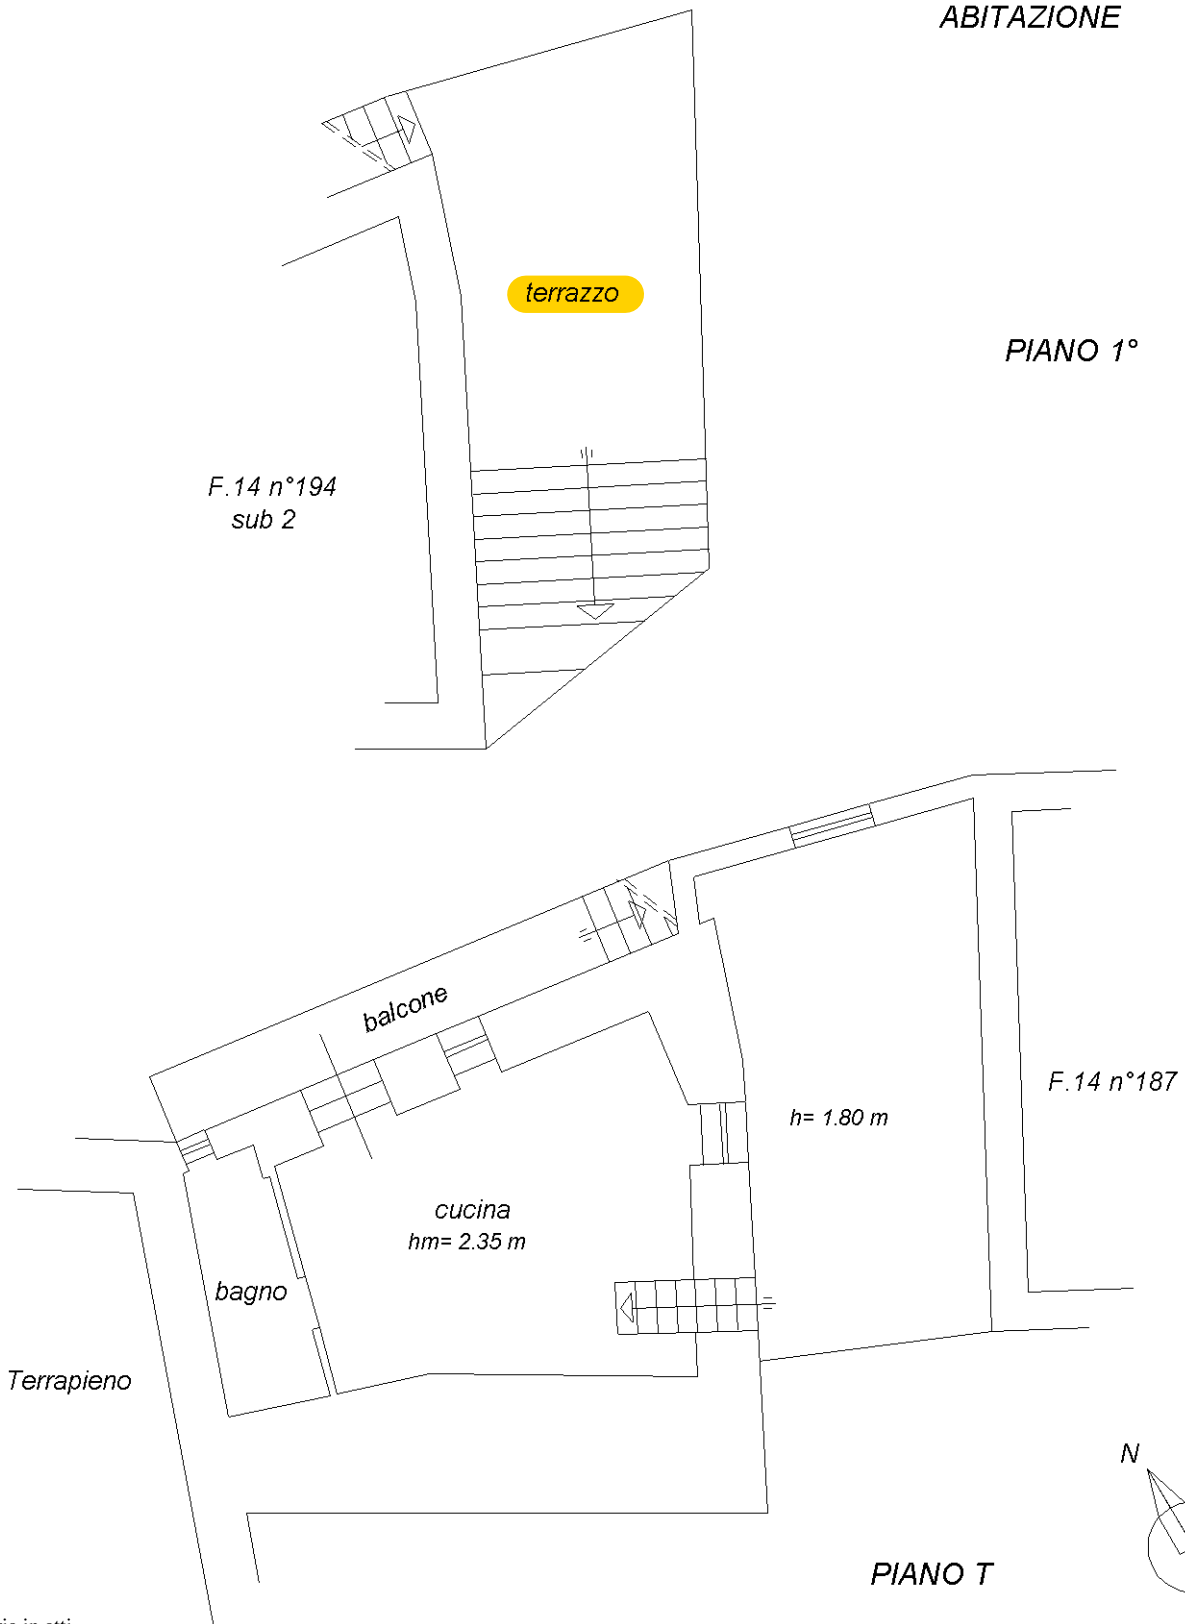 ABITAZIONE
terrazzo
PIANO 1°
F.14 n°194
sub 2
balcone
F.14 n°187
h= 1.80 m
cucina
hm= 2.35 m
bagno
Terrapieno
N
PIANO T